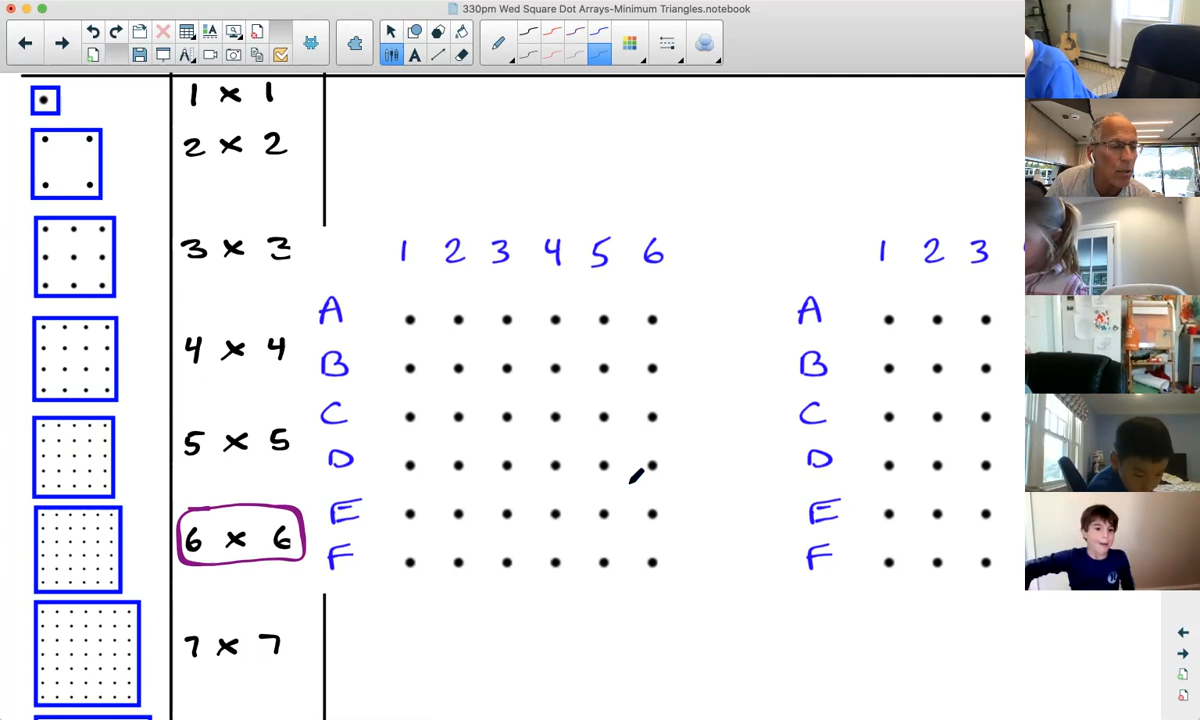 330pm Wed Square Dot Arrays-Minimum Triangles.notebook
A
1 × 1
2 × 2
3 × 3
4 × 4
5 × 5
6 × 6
7 × 7
1 2 3 4 5 6
A
B
C
D
E
F
1 2 3
A
B
C
D
E
F